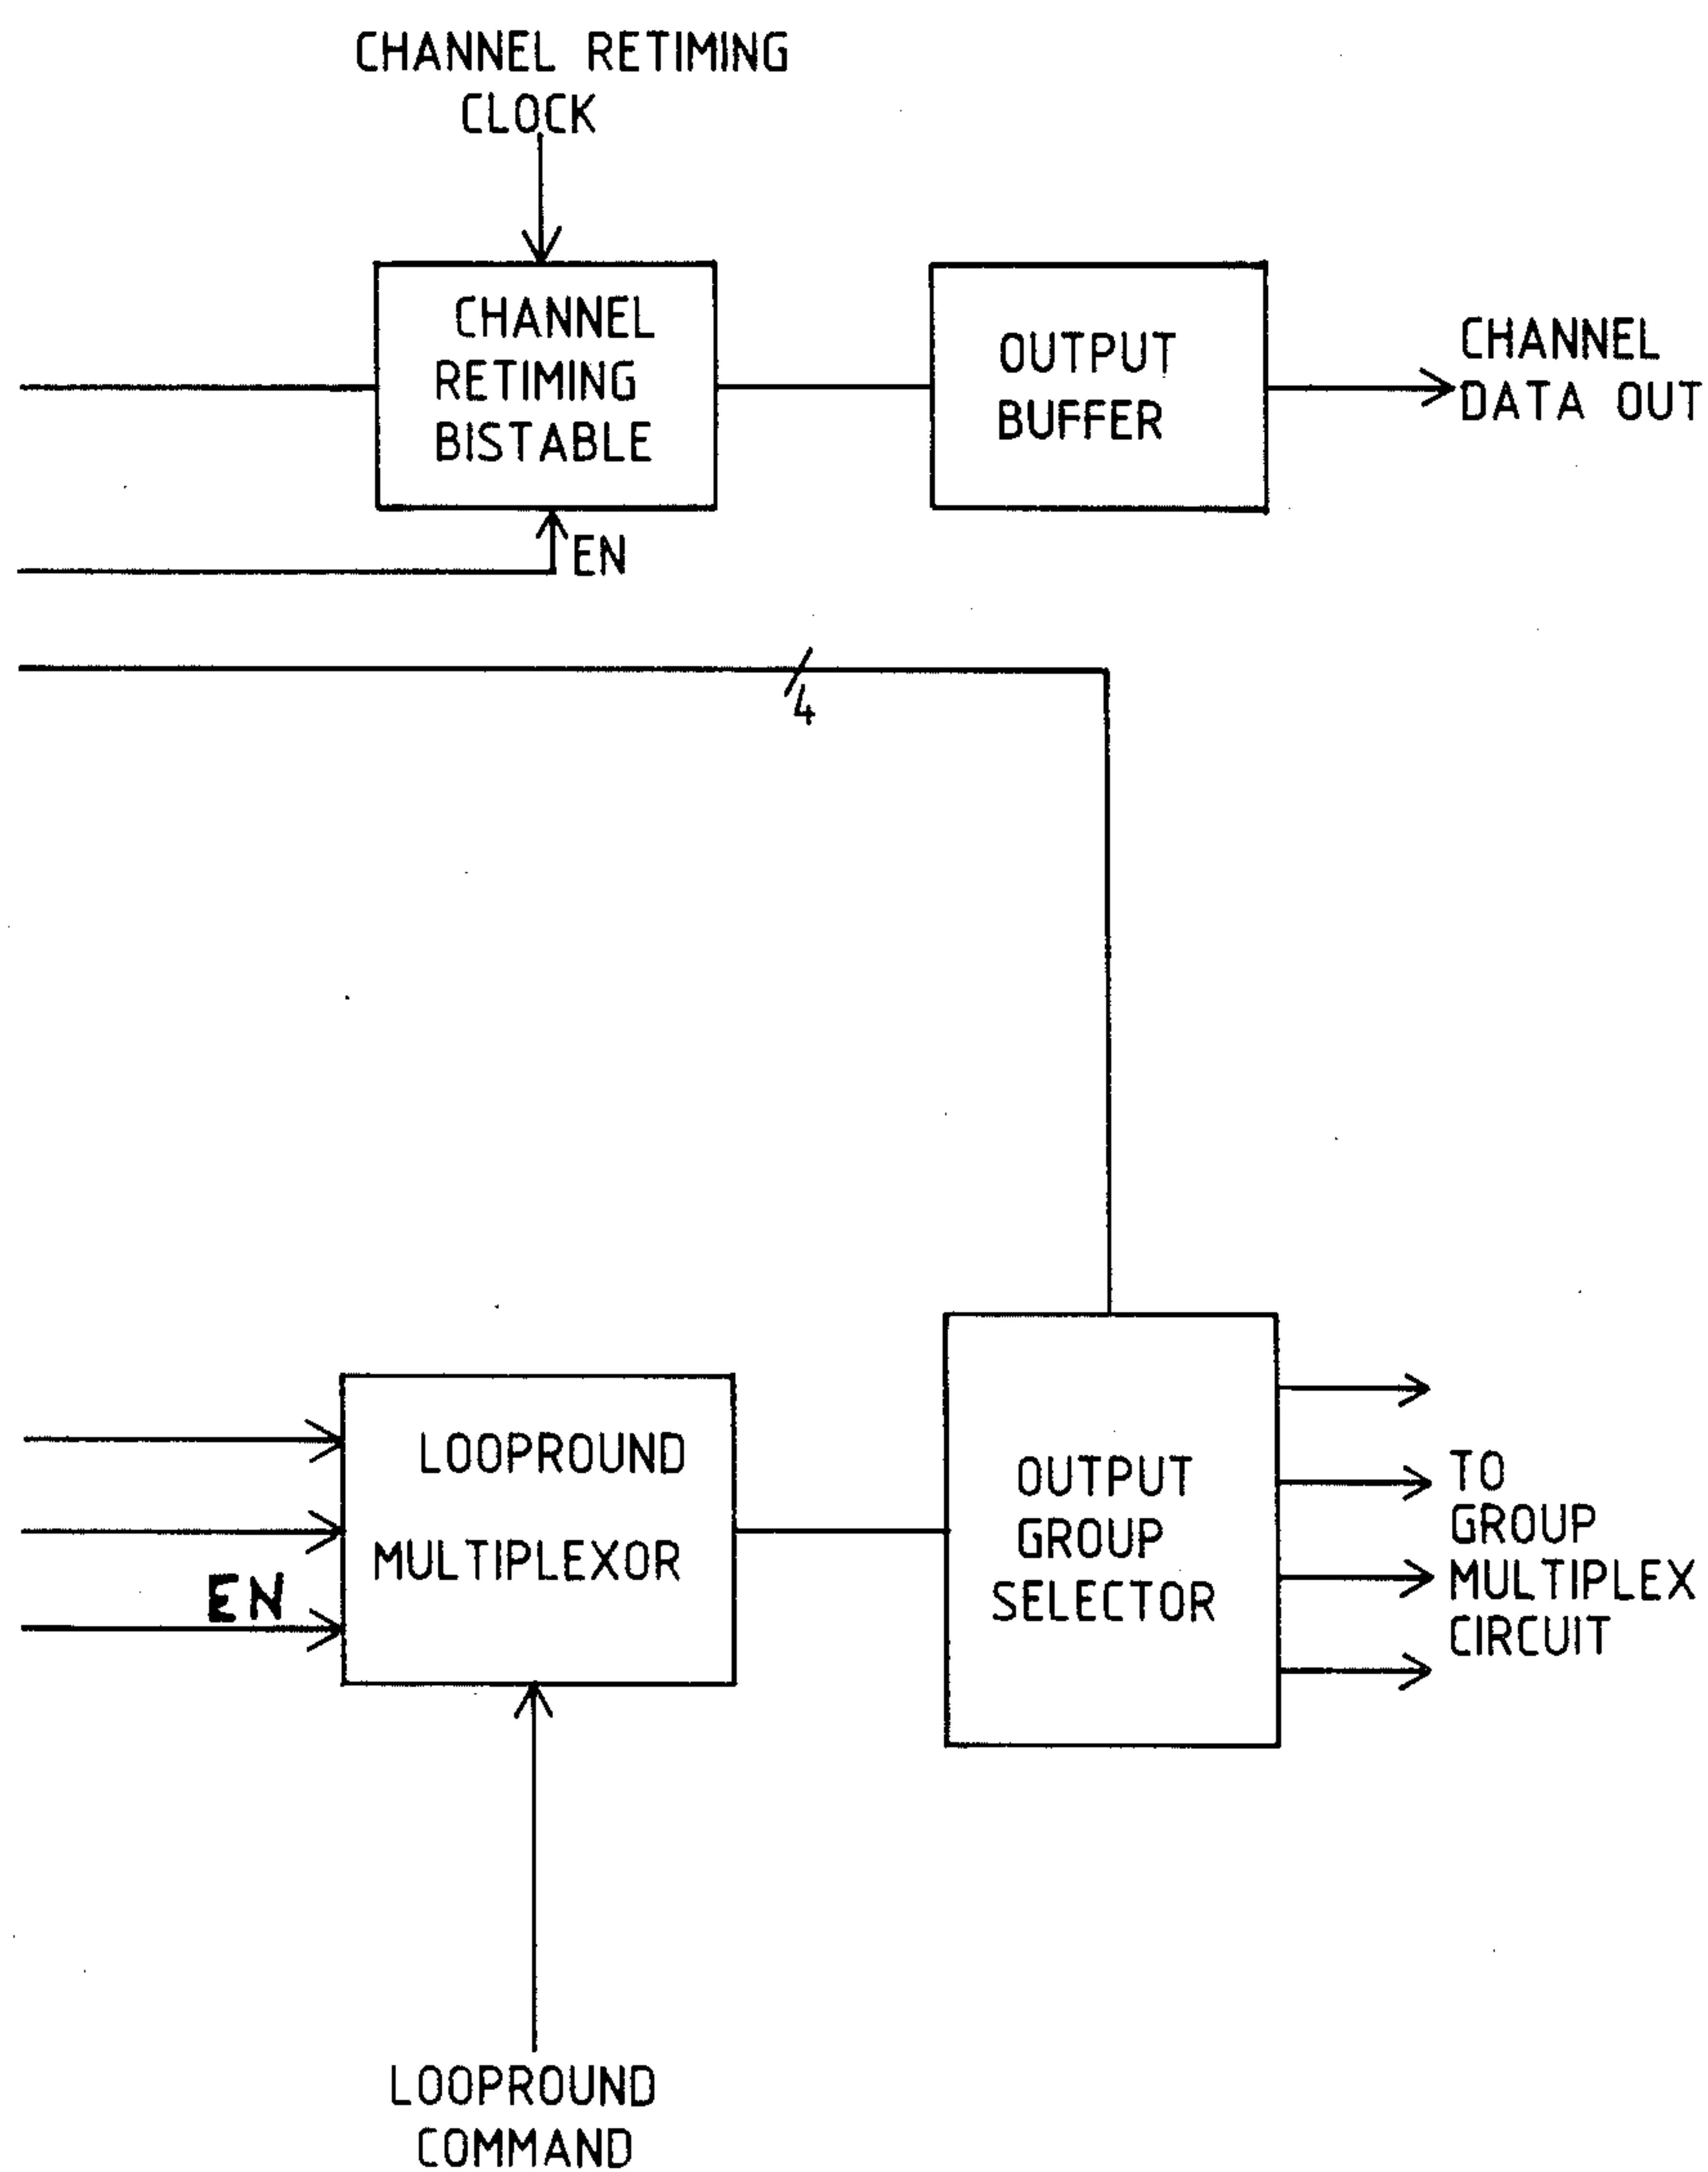 CHANNEL RETIMING
CLOCK
CHANNEL
RETIMING
BISTABLE
OUTPUT
BUFFER
CHANNEL
DATA OUT
EN
4
LOOPROUND
MULTIPLEXOR
EN
OUTPUT
GROUP
SELECTOR
TO
GROUP
MULTIPLEX
CIRCUIT
LOOPROUND
COMMAND